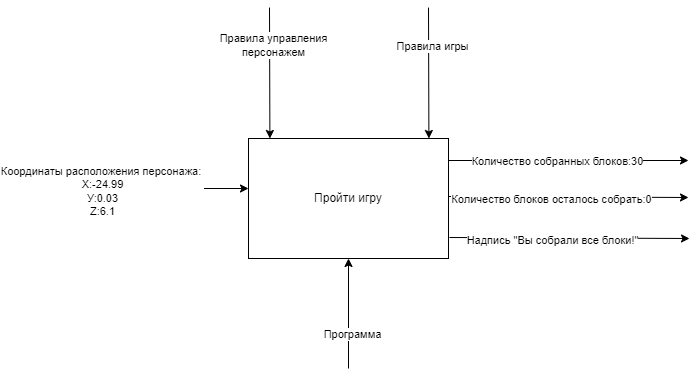 Правила управления
персонажем
Правила игры
Координаты расположения персонажа:
X:-24.99
У:0.03
Z:6.1
Пройти игру
Количество собранных блоков:30
Количество блоков осталось собрать:0
Надпись "Вы собрали все блоки!"
Программа